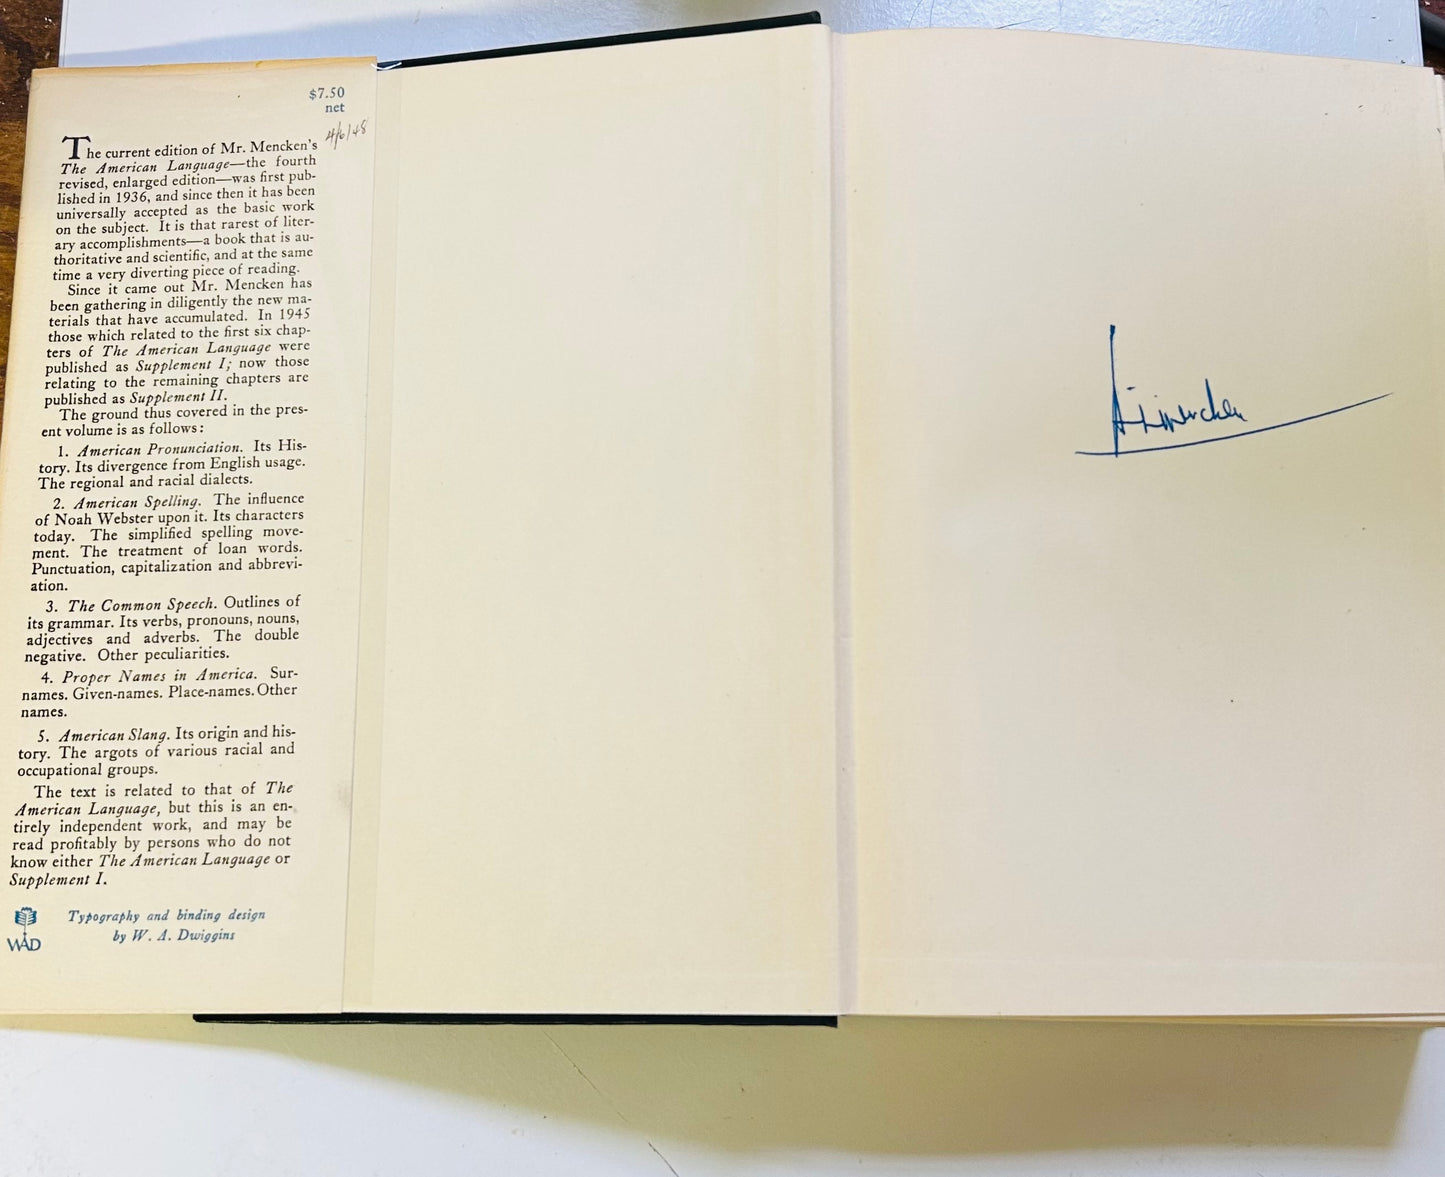 $7.50
net
4/6/48
The current edition of Mr. Mencken's
The American Language—the fourth
revised, enlarged edition—was first pub-
lished in 1936, and since then it has been
universally accepted as the basic work
on the subject. It is that rarest of liter-
ary accomplishments—a book that is au-
thoritative and scientific, and at the same
time a very diverting piece of reading.
Since it came out Mr. Mencken has
been gathering in diligently the new ma-
terials that have accumulated. In 1945
those which related to the first six chap-
ters of The American Language were
published as Supplement I; now those
relating to the remaining chapters are
published as Supplement II.
The ground thus covered in the pres-
ent volume is as follows:
1. American Pronunciation. Its His-
tory. Its divergence from English usage.
The regional and racial dialects.
2. American Spelling. The influence
of Noah Webster upon it. Its characters
today. The simplified spelling move-
ment. The treatment of loan words.
Punctuation, capitalization and abbrevi-
ation.
3. The Common Speech. Outlines of
its grammar. Its verbs, pronouns, nouns,
adjectives and adverbs. The double
negative. Other peculiarities.
4. Proper Names in America. Sur-
names. Given-names. Place-names. Other
names.
5. American Slang. Its origin and his-
tory. The argots of various racial and
occupational groups.
The text is related to that of The
American Language, but this is an en-
tirely independent work, and may be
read profitably by persons who do not
know either The American Language or
Supplement I.
WAD
Typography and binding design
by W. A. Dwiggins
H L Mencken